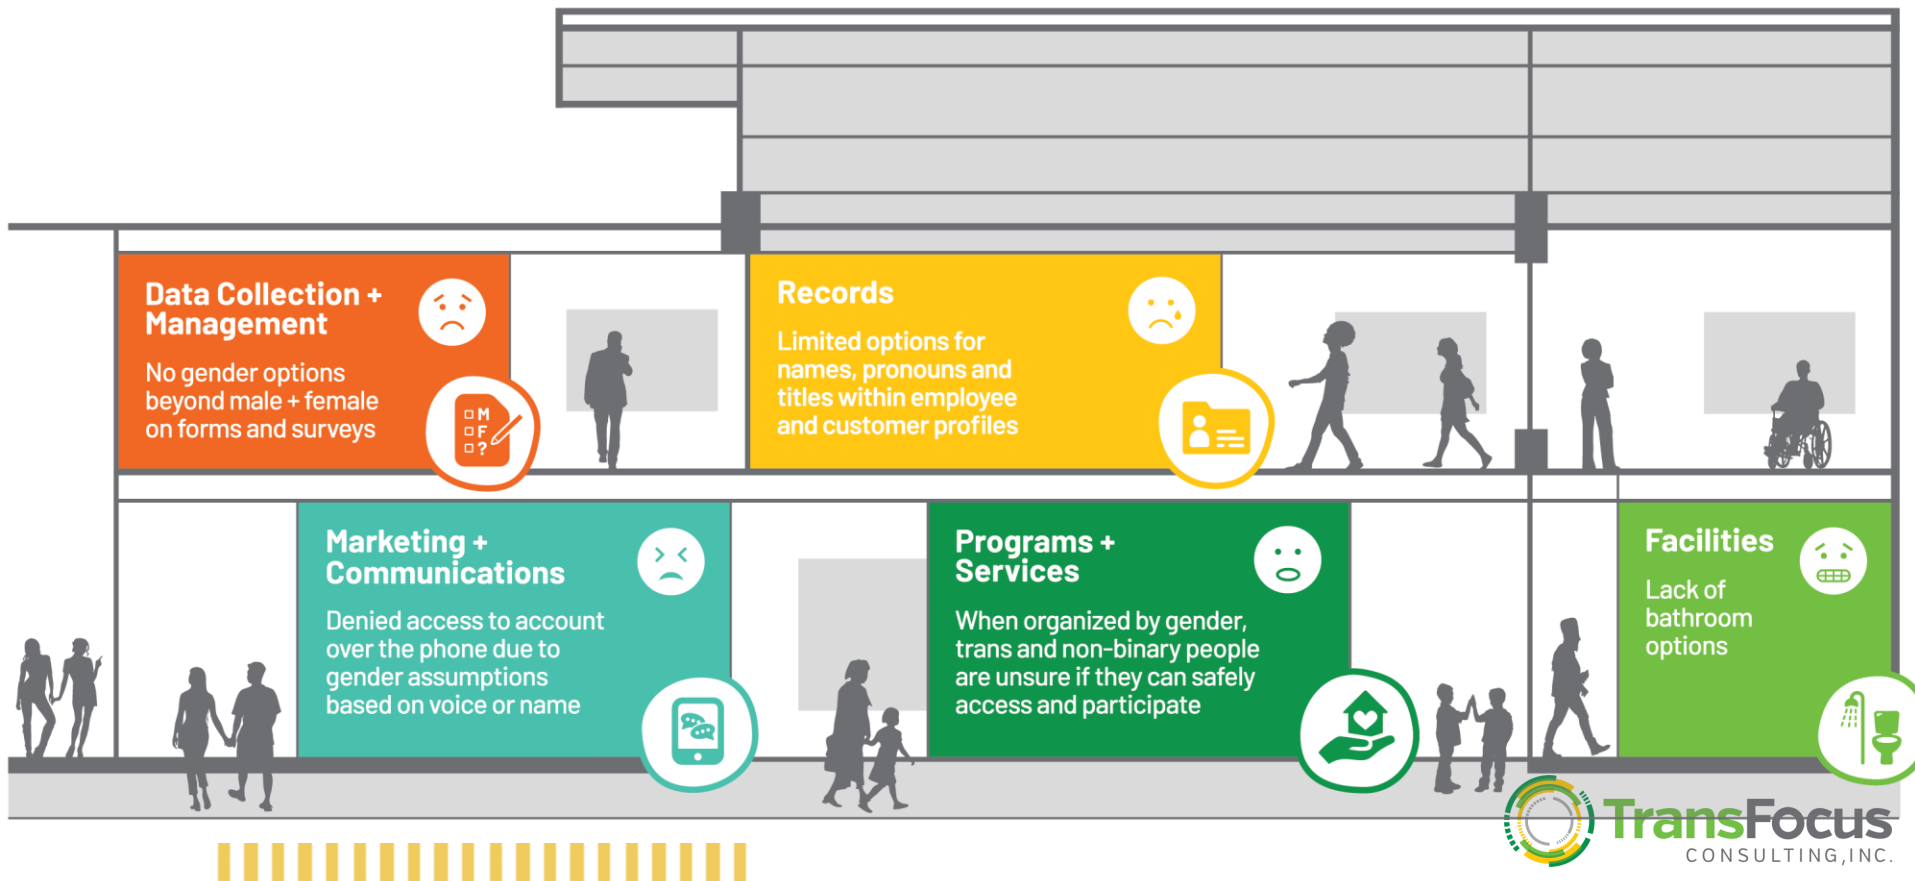 Data Collection +
Management
No gender options
beyond male + female
on forms and surveys
M
F
?
Records
Limited options for
names, pronouns and
titles within employee
and customer profiles
Marketing +
Communications
Denied access to account
over the phone due to
gender assumptions
based on voice or name
Programs +
Services
When organized by gender,
trans and non-binary people
are unsure if they can safely
access and participate
Facilities
Lack of
bathroom
options
TransFocus
CONSULTING, INC.